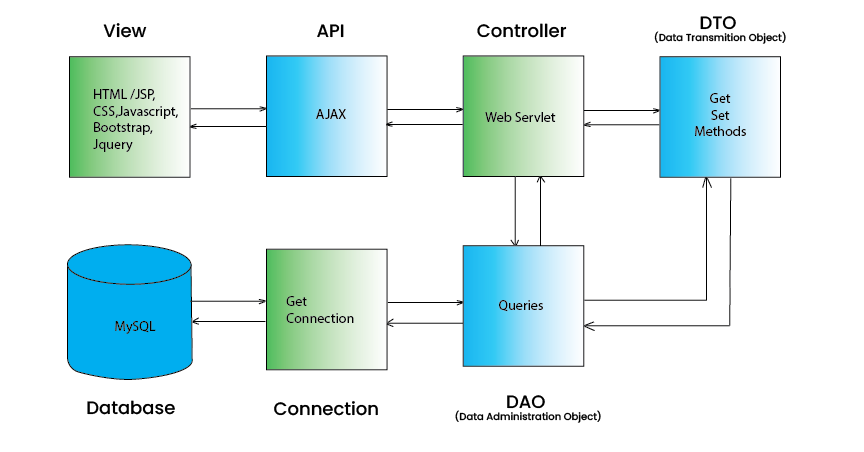 View
API
Controller
DTO
(Data Transmition Object)
HTML /JSP,
CSS,Javascript,
Bootstrap,
Jquery
AJAX
Web Servlet
Get
Set
Methods
MySQL
Get
Connection
Queries
Database
Connection
DAO
(Data Administration Object)